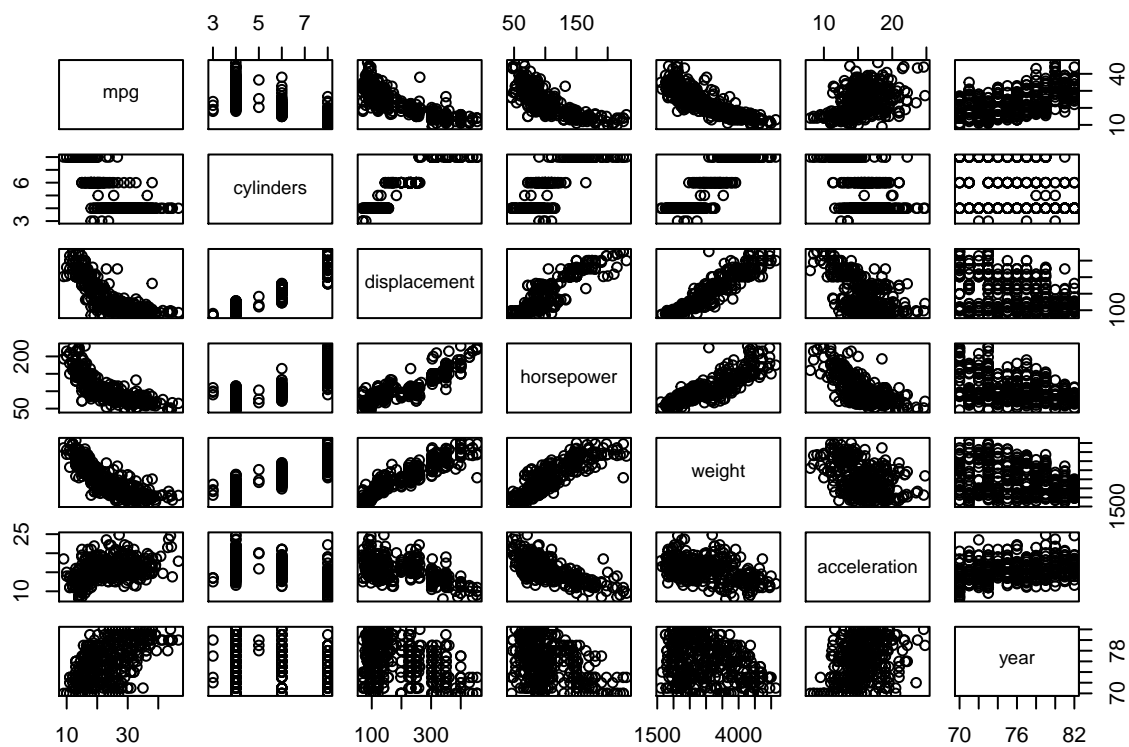 3 5 7
50 150
10 20
mpg
10 40
3 6
cylinders
displacement
100
50 200
horsepower
weight
1500
10 25
acceleration
year
70 78
10 30
100 300
1500 4000
70 76 82